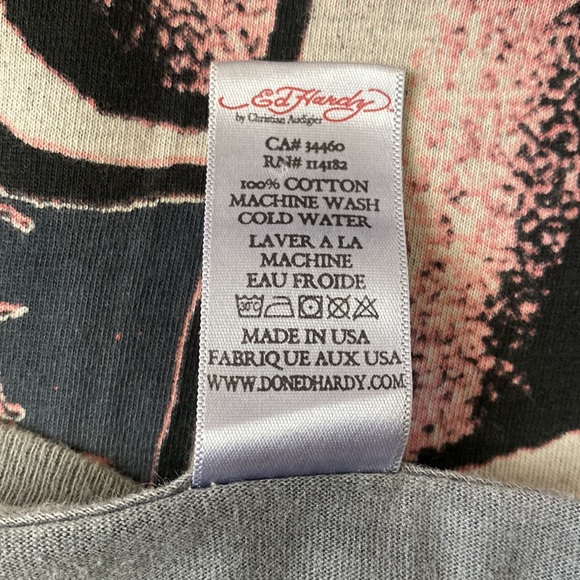 Ed Hardy
by Christian Audigier
CA# 34460
RN# 114182
100% COTTON
MACHINE WASH
COLD WATER
LAVER A LA
MACHINE
EAU FROIDE
30°C
MADE IN USA
FABRIQUE AUX USA
WWW.DONEDHARDY.COM